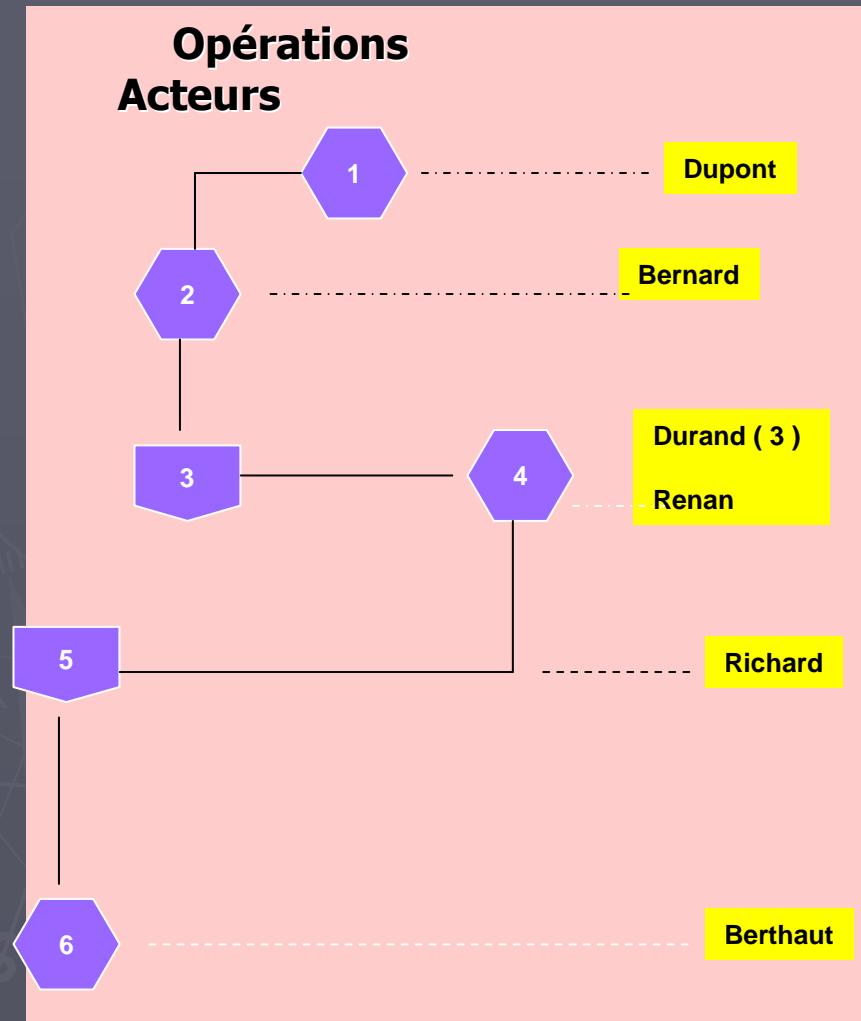 Opérations
Acteurs
1
Dupont
2
Bernard
3
4
Durand ( 3 )
Renan
5
Richard
6
Berthaut